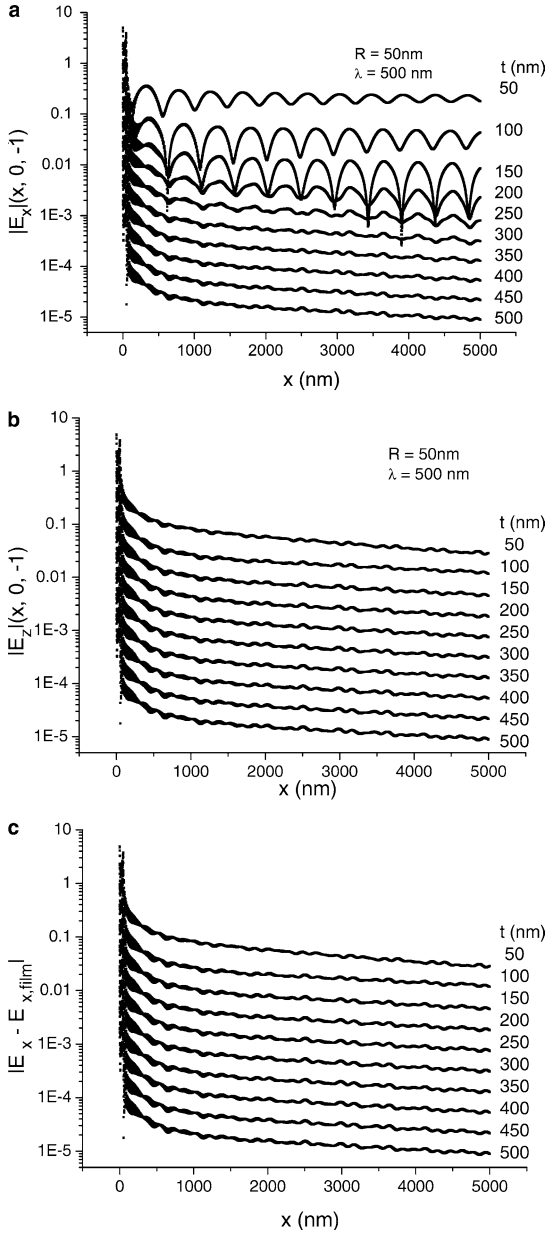 a
10
1
0.1
0.01
1E-3
1E-4
1E-5
|Eₓ|(x, 0, -1)
R = 50nm
λ = 500 nm
t (nm)
50
100
150
200
250
300
350
400
450
500
0 1000 2000 3000 4000 5000
x (nm)
b
10
1
0.1
0.01
1E-3
1E-4
1E-5
|E_z|(x, 0, -1)
R = 50nm
λ = 500 nm
t (nm)
50
100
150
200
250
300
350
400
450
500
0 1000 2000 3000 4000 5000
x (nm)
c
10
1
0.1
0.01
1E-3
1E-4
1E-5
|Eₓ - E_x,film|
t (nm)
50
100
150
200
250
300
350
400
450
500
0 1000 2000 3000 4000 5000
x (nm)